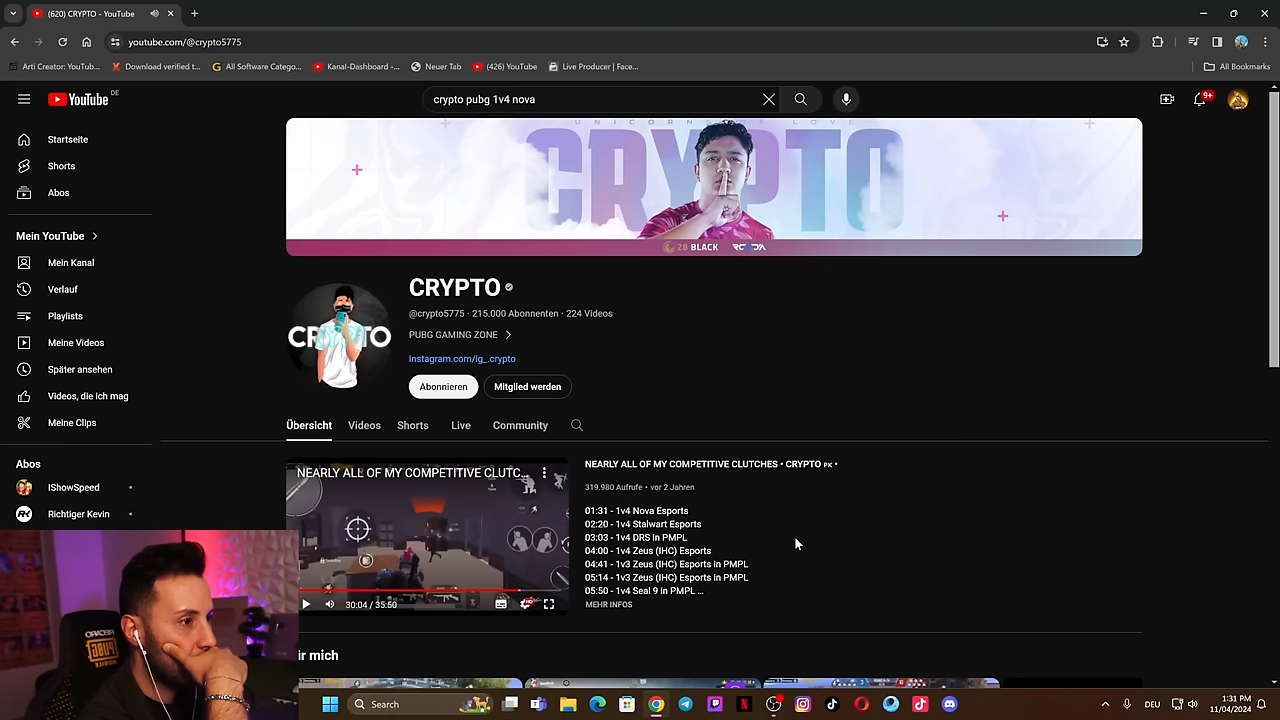 (620) CRYPTO - YouTube
youtube.com/@crypto5775
Arti Creator: YouTub...
Download verified t...
All Software Catego...
Kanal-Dashboard -...
Neuer Tab
(426) YouTube
Live Producer | Face...
All Bookmarks
YouTube DE
crypto pubg 1v4 nova
9+
Startseite
Shorts
Abos
Mein YouTube
Mein Kanal
Verlauf
Playlists
Meine Videos
Später ansehen
Videos, die ich mag
Meine Clips
Abos
IShowSpeed
Richtiger Kevin
UNICORNS OF LOVE
CRYPTO
28 BLACK
CRYPTO
CRYPTO
@crypto5775 · 215.000 Abonnenten · 224 Videos
PUBG GAMING ZONE
instagram.com/ig_.crypto
Abonnieren
Mitglied werden
Übersicht
Videos
Shorts
Live
Community
NEARLY ALL OF MY COMPETITIVE CLUTC...
30:04 / 35:50
NEARLY ALL OF MY COMPETITIVE CLUTCHES • CRYPTO PK •
319.980 Aufrufe • vor 2 Jahren
01:31 - 1v4 Nova Esports
02:20 - 1v4 Stalwart Esports
03:03 - 1v4 DRS in PMPL
04:00 - 1v4 Zeus (IHC) Esports
04:41 - 1v3 Zeus (IHC) Esports in PMPL
05:14 - 1v3 Zeus (IHC) Esports in PMPL
05:50 - 1v4 Seal 9 in PMPL ...
MEHR INFOS
ir mich
PUBG
MOBILE
Search
DEU
1:31 PM
11/04/2024